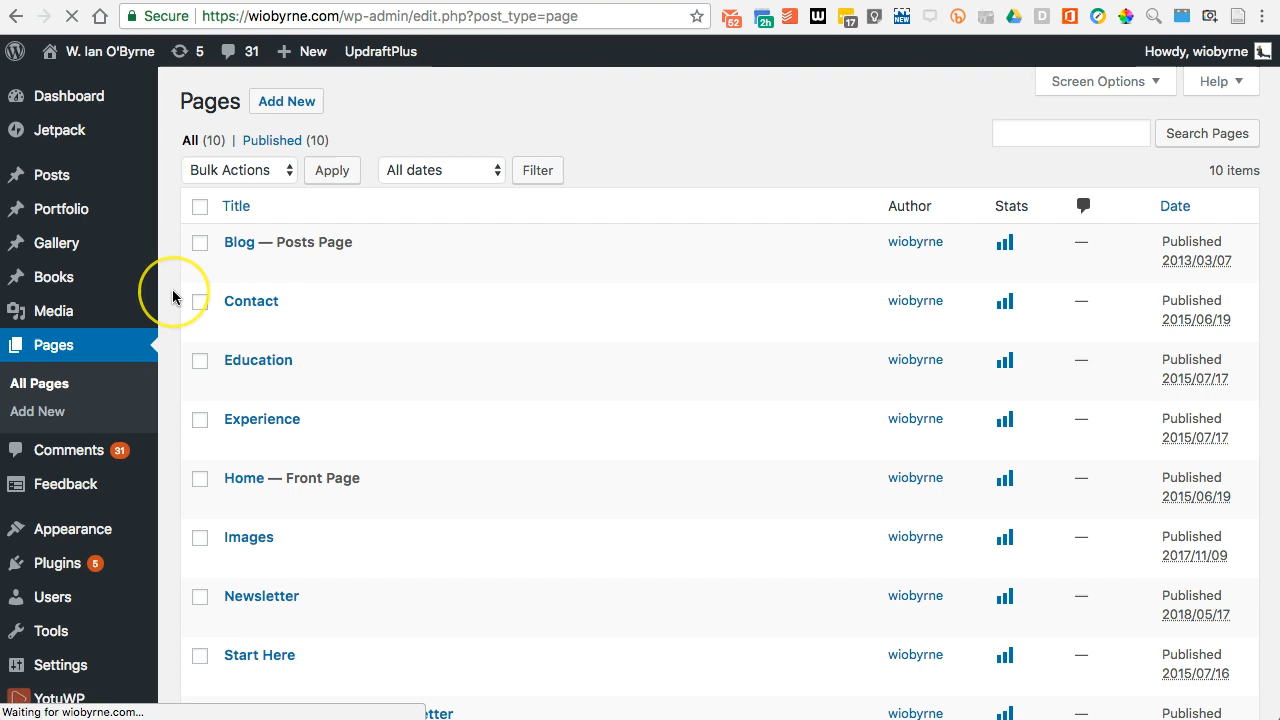 Secure https://wiobyrne.com/wp-admin/edit.php?post_type=page
52 2h W 17 NEW D
W. Ian O'Byrne 5 31 New UpdraftPlus Howdy, wiobyrne
Dashboard
Jetpack
Posts
Portfolio
Gallery
Books
Media
Pages
All Pages
Add New
Comments 31
Feedback
Appearance
Plugins 5
Users
Tools
Settings
YotuWP
Waiting for wiobyrne.com...
Screen Options Help
Pages Add New
All (10) | Published (10)
Search Pages
Bulk Actions Apply All dates Filter 10 items
Title Author Stats Date
Blog — Posts Page wiobyrne — Published
2013/03/07
Contact wiobyrne — Published
2015/06/19
Education wiobyrne — Published
2015/07/17
Experience wiobyrne — Published
2015/07/17
Home — Front Page wiobyrne — Published
2015/06/19
Images wiobyrne — Published
2017/11/09
Newsletter wiobyrne — Published
2018/05/17
Start Here wiobyrne — Published
2015/07/16
wiobyrne — Published